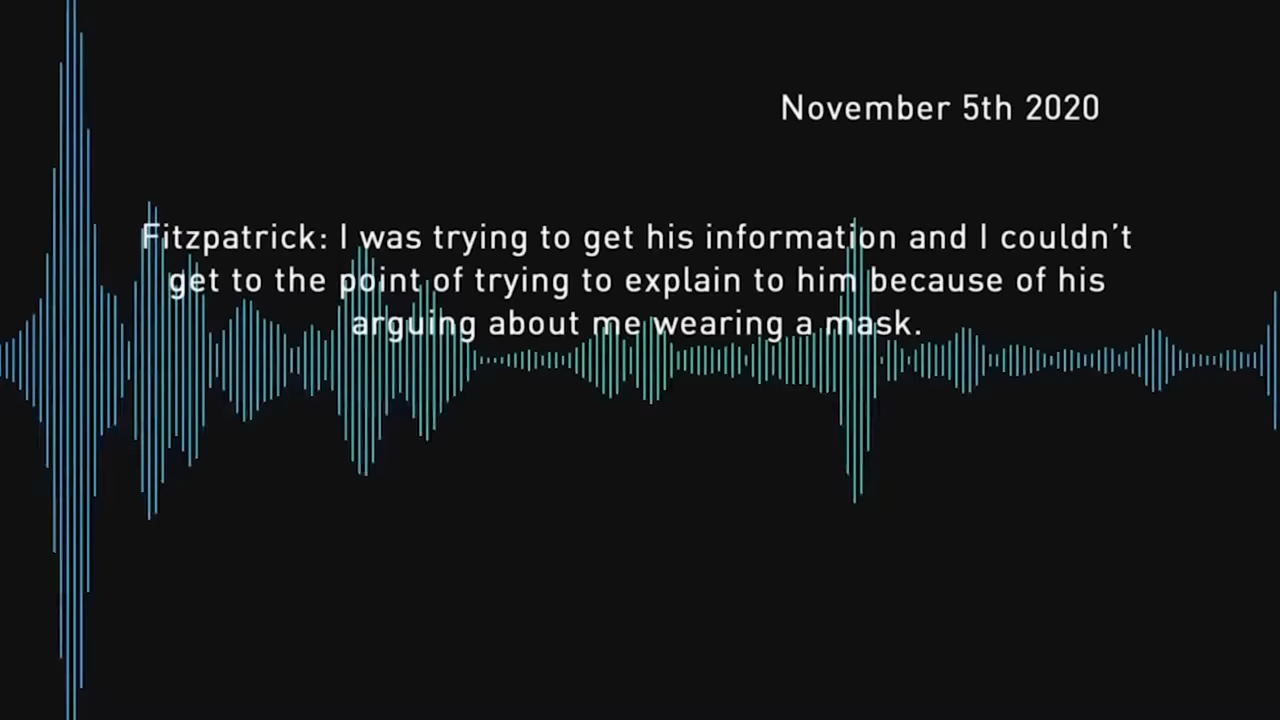 November 5th 2020
Fitzpatrick: I was trying to get his information and I couldn't
get to the point of trying to explain to him because of his
arguing about me wearing a mask.